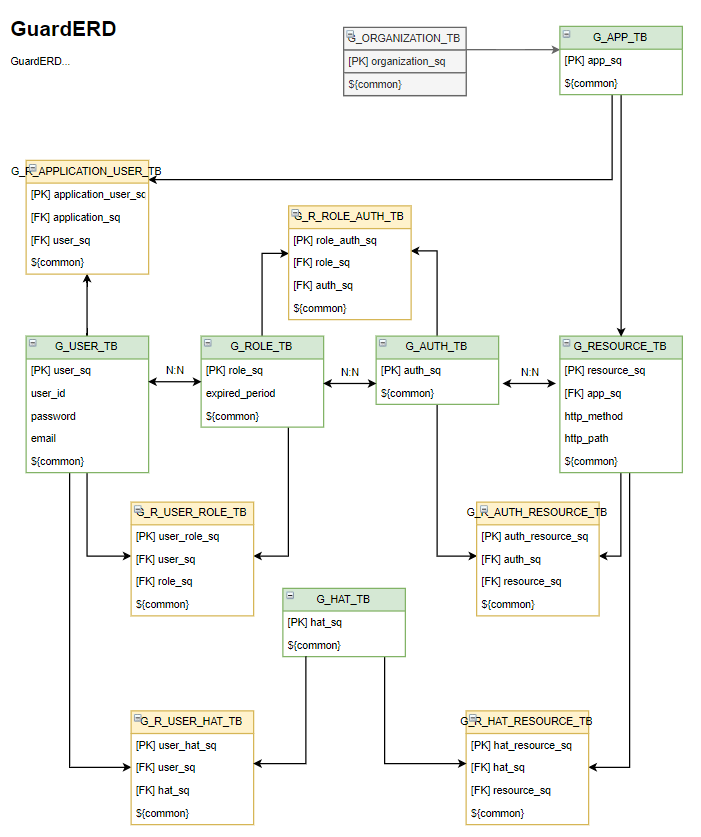 GuardERD
GuardERD...
G_ORGANIZATION_TB
[PK] organization_sq
${common}
G_APP_TB
[PK] app_sq
${common}
G_R_APPLICATION_USER_TB
[PK] application_user_sq
[FK] application_sq
[FK] user_sq
${common}
G_R_ROLE_AUTH_TB
[PK] role_auth_sq
[FK] role_sq
[FK] auth_sq
${common}
G_USER_TB
[PK] user_sq
user_id
password
email
${common}
N:N
G_ROLE_TB
[PK] role_sq
expired_period
${common}
N:N
G_AUTH_TB
[PK] auth_sq
${common}
N:N
G_RESOURCE_TB
[PK] resource_sq
[FK] app_sq
http_method
http_path
${common}
G_R_USER_ROLE_TB
[PK] user_role_sq
[FK] user_sq
[FK] role_sq
${common}
G_R_AUTH_RESOURCE_TB
[PK] auth_resource_sq
[FK] auth_sq
[FK] resource_sq
${common}
G_HAT_TB
[PK] hat_sq
${common}
G_R_USER_HAT_TB
[PK] user_hat_sq
[FK] user_sq
[FK] hat_sq
${common}
G_R_HAT_RESOURCE_TB
[PK] hat_resource_sq
[FK] hat_sq
[FK] resource_sq
${common}